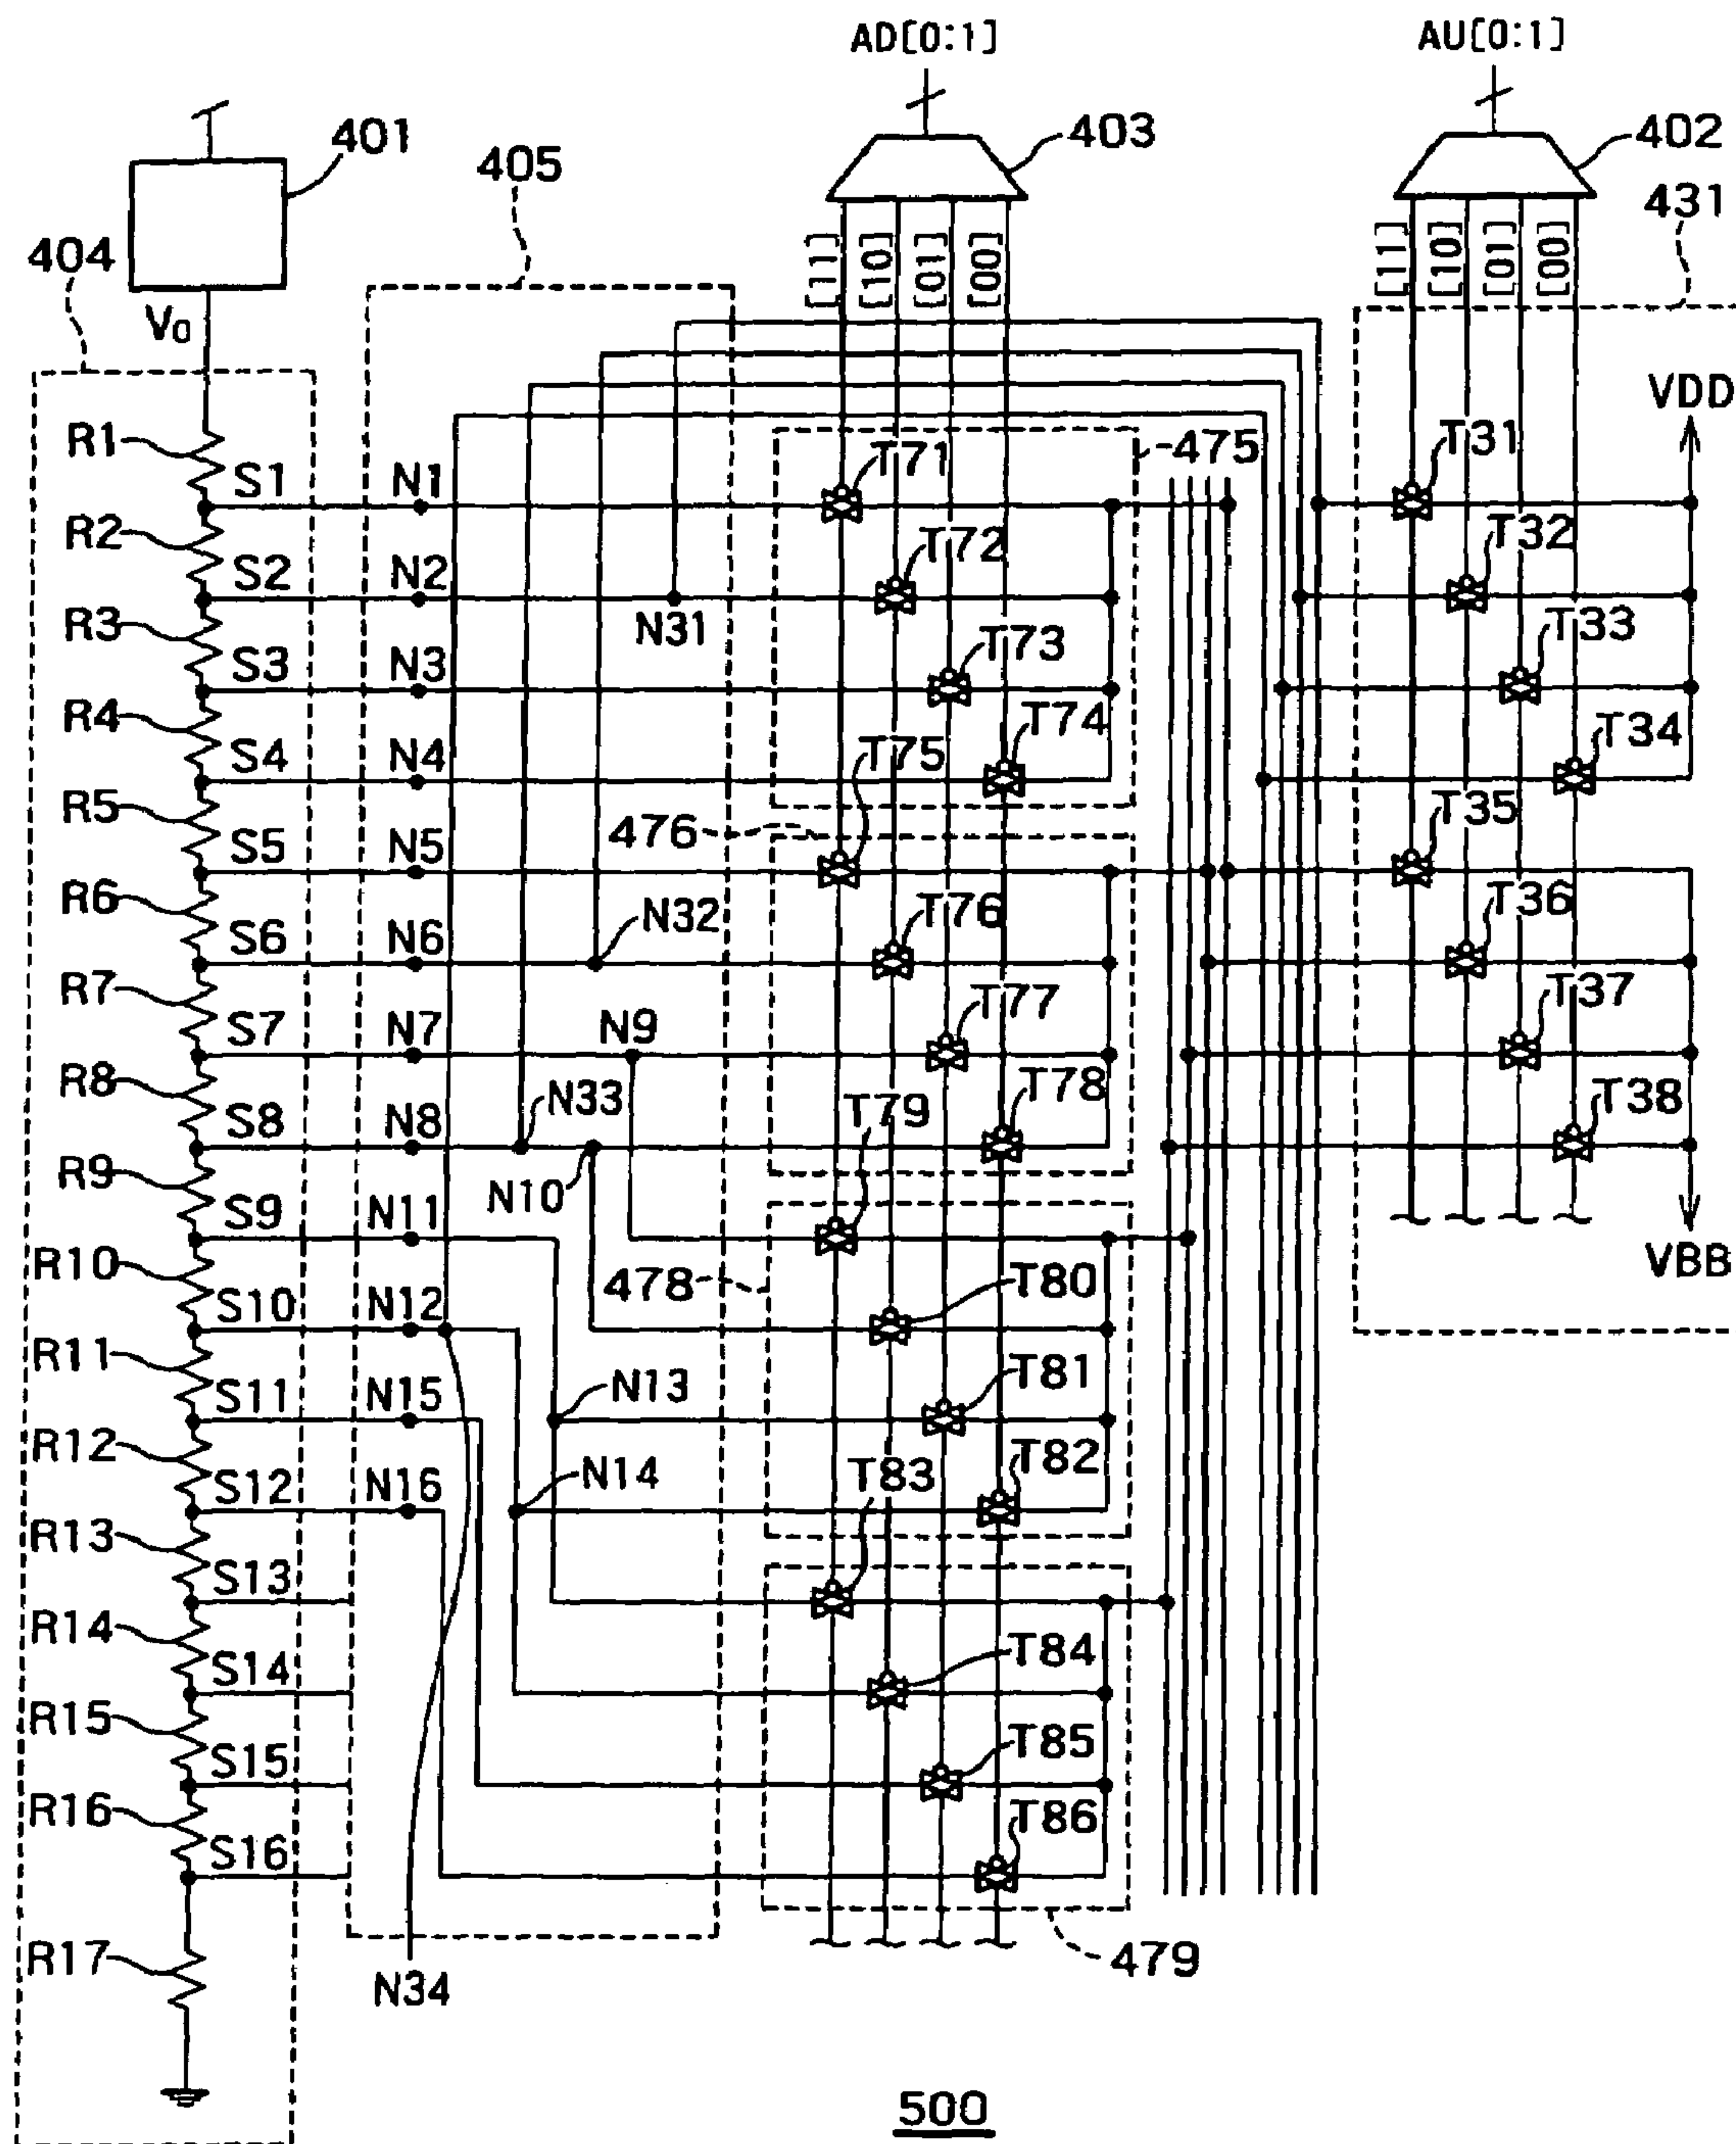 AD[0:1]
AU[0:1]
401
405
403
402
431
404
[11]
[10]
[01]
[00]
[11]
[10]
[01]
[00]
V0
VDD
R1
S1
N1
T71
475
T31
R2
S2
N2
T72
T32
R3
N31
S3
N3
T73
T33
R4
S4
N4
T75
T74
T34
R5
476
T35
S5
N5
R6
S6
N6
N32
T76
T36
R7
S7
N7
N9
T77
T37
R8
S8
N8
N33
T79
T78
T38
R9
N10
S9
N11
R10
478
T80
VBB
S10
N12
R11
S11
N15
N13
T81
R12
S12
N16
N14
T83
T82
R13
S13
R14
S14
T84
R15
S15
T85
R16
S16
T86
R17
N34
479
500